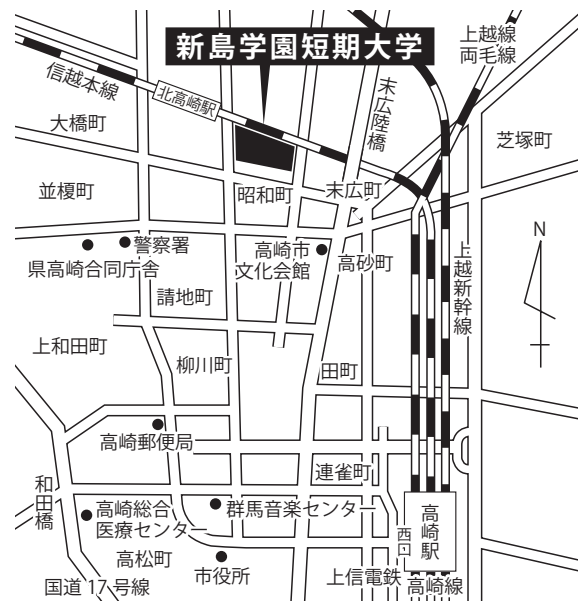 新島学園短期大学
上越線
両毛線
信越本線
北高崎駅
末広陸橋
大橋町
芝塚町
並榎町
昭和町
末広町
警察署
県高崎合同庁舎
高崎市
文化会館
高砂町
上越新幹線
N
請地町
上和田町
柳川町
田町
高崎郵便局
連雀町
和田橋
高崎総合
医療センター
群馬音楽センター
高崎駅
西口
高松町
市役所
上信電鉄
高崎線
国道17号線